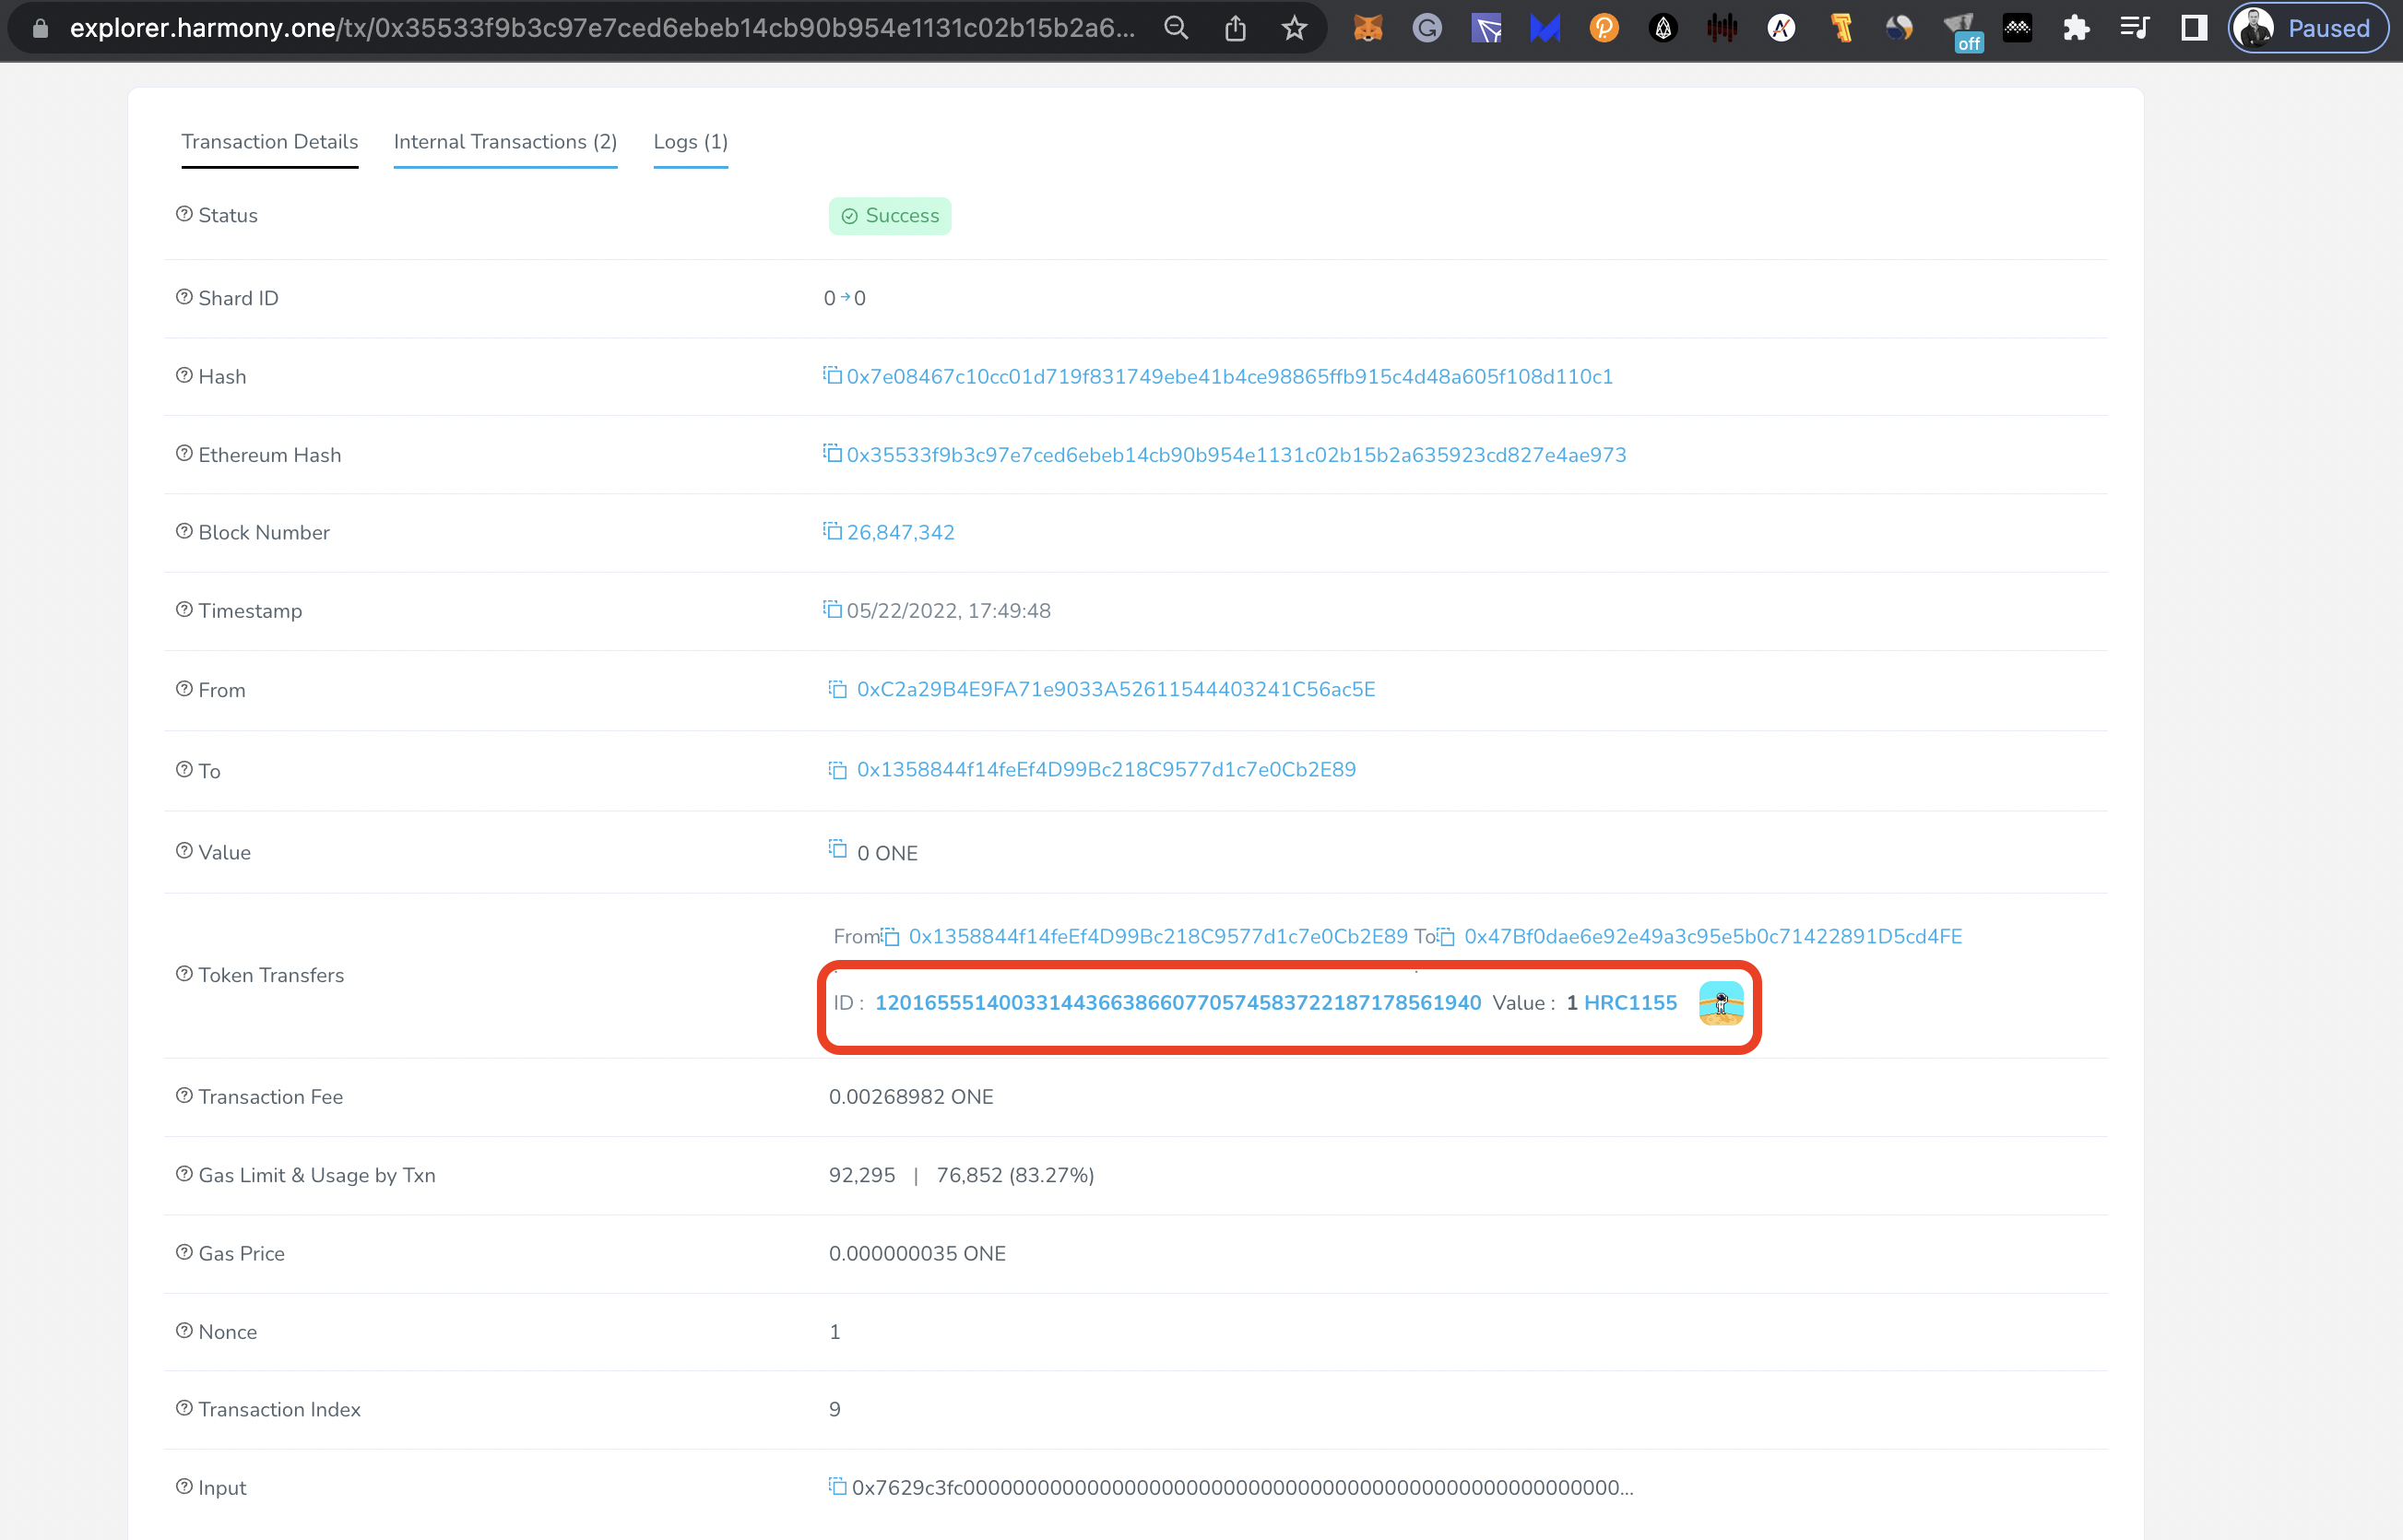 explorer.harmony.one/tx/0x35533f9b3c97e7ced6ebeb14cb90b954e1131c02b15b2a6...
off
Paused
Transaction Details Internal Transactions (2) Logs (1)
Status Success
Shard ID 0 → 0
Hash 0x7e08467c10cc01d719f831749ebe41b4ce98865ffb915c4d48a605f108d110c1
Ethereum Hash 0x35533f9b3c97e7ced6ebeb14cb90b954e1131c02b15b2a635923cd827e4ae973
Block Number 26,847,342
Timestamp 05/22/2022, 17:49:48
From 0xC2a29B4E9FA71e9033A52611544403241C56ac5E
To 0x1358844f14feEf4D99Bc218C9577d1c7e0Cb2E89
Value 0 ONE
From 0x1358844f14feEf4D99Bc218C9577d1c7e0Cb2E89 To 0x47Bf0dae6e92e49a3c95e5b0c71422891D5cd4FE
Token Transfers
ID : 1201655514003314436638660770574583722187178561940 Value : 1 HRC1155
Transaction Fee 0.00268982 ONE
Gas Limit & Usage by Txn 92,295 | 76,852 (83.27%)
Gas Price 0.000000035 ONE
Nonce 1
Transaction Index 9
Input 0x7629c3fc000000000000000000000000000000000000000000000000000000...